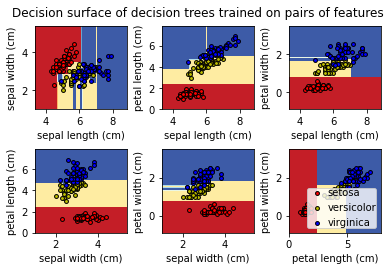 Decision surface of decision trees trained on pairs of features
sepal width (cm)
4
2
4
6
8
sepal length (cm)
petal length (cm)
6
4
2
0
4
6
8
sepal length (cm)
petal width (cm)
2
0
4
6
8
sepal length (cm)
petal length (cm)
6
4
2
0
2
4
sepal width (cm)
petal width (cm)
2
0
2
4
sepal width (cm)
petal width (cm)
2
0
0
5
petal length (cm)
setosa
versicolor
virginica